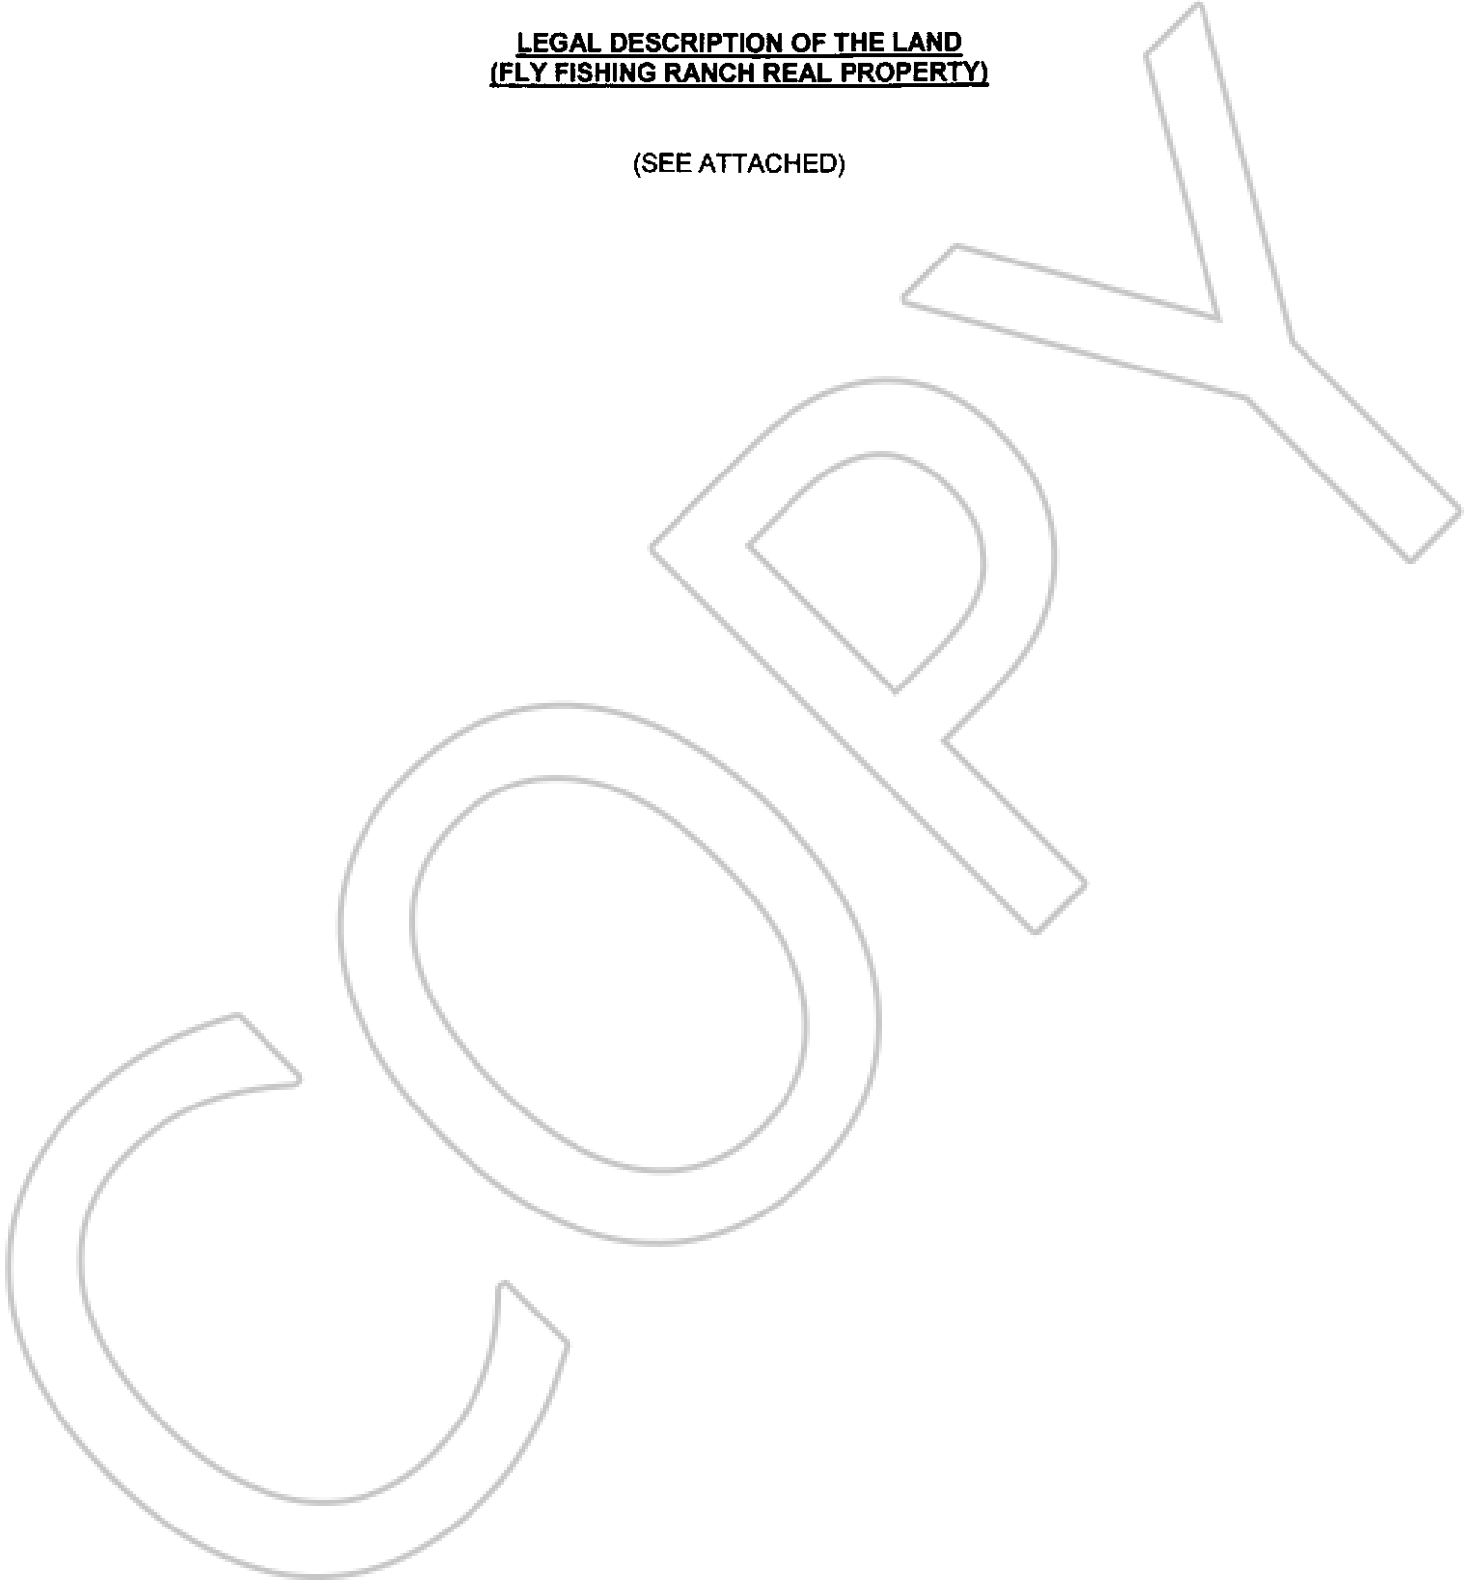 LEGAL DESCRIPTION OF THE LAND
(FLY FISHING RANCH REAL PROPERTY)
(SEE ATTACHED)
COPY